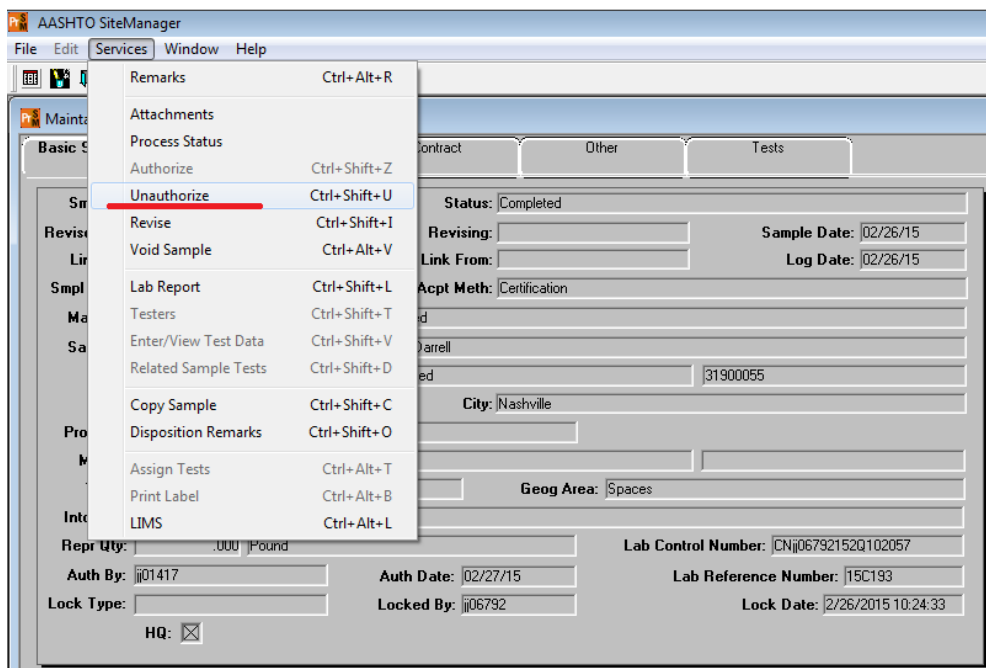 AASHTO SiteManager
File Edit Services Window Help
Remarks Ctrl+Alt+R
Attachments
Process Status
Authorize Ctrl+Shift+Z
Unauthorize Ctrl+Shift+U
Revise Ctrl+Shift+I
Void Sample Ctrl+Alt+V
Lab Report Ctrl+Shift+L
Testers Ctrl+Shift+T
Enter/View Test Data Ctrl+Shift+V
Related Sample Tests Ctrl+Shift+D
Copy Sample Ctrl+Shift+C
Disposition Remarks Ctrl+Shift+O
Assign Tests Ctrl+Alt+T
Print Label Ctrl+Alt+B
LIMS Ctrl+Alt+L
Basic Contract Other Tests
Status: Completed
Revising: Sample Date: 02/26/15
Link From: Log Date: 02/26/15
Smpl Acpt Meth: Certification
Darrell
31900055
City: Nashville
Geog Area: Spaces
Repr Qty: .000 Pound Lab Control Number: CNjj06792152Q102057
Auth By: jj01417 Auth Date: 02/27/15 Lab Reference Number: 15C193
Lock Type: Locked By: jj06792 Lock Date: 2/26/2015 10:24:33
HQ: